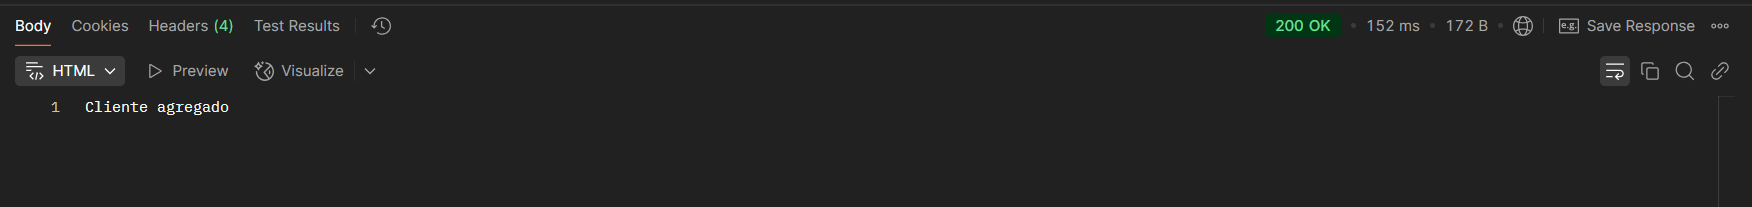 Body Cookies Headers (4) Test Results 200 OK • 152 ms • 172 B • e.g. Save Response
HTML Preview Visualize
1 Cliente agregado